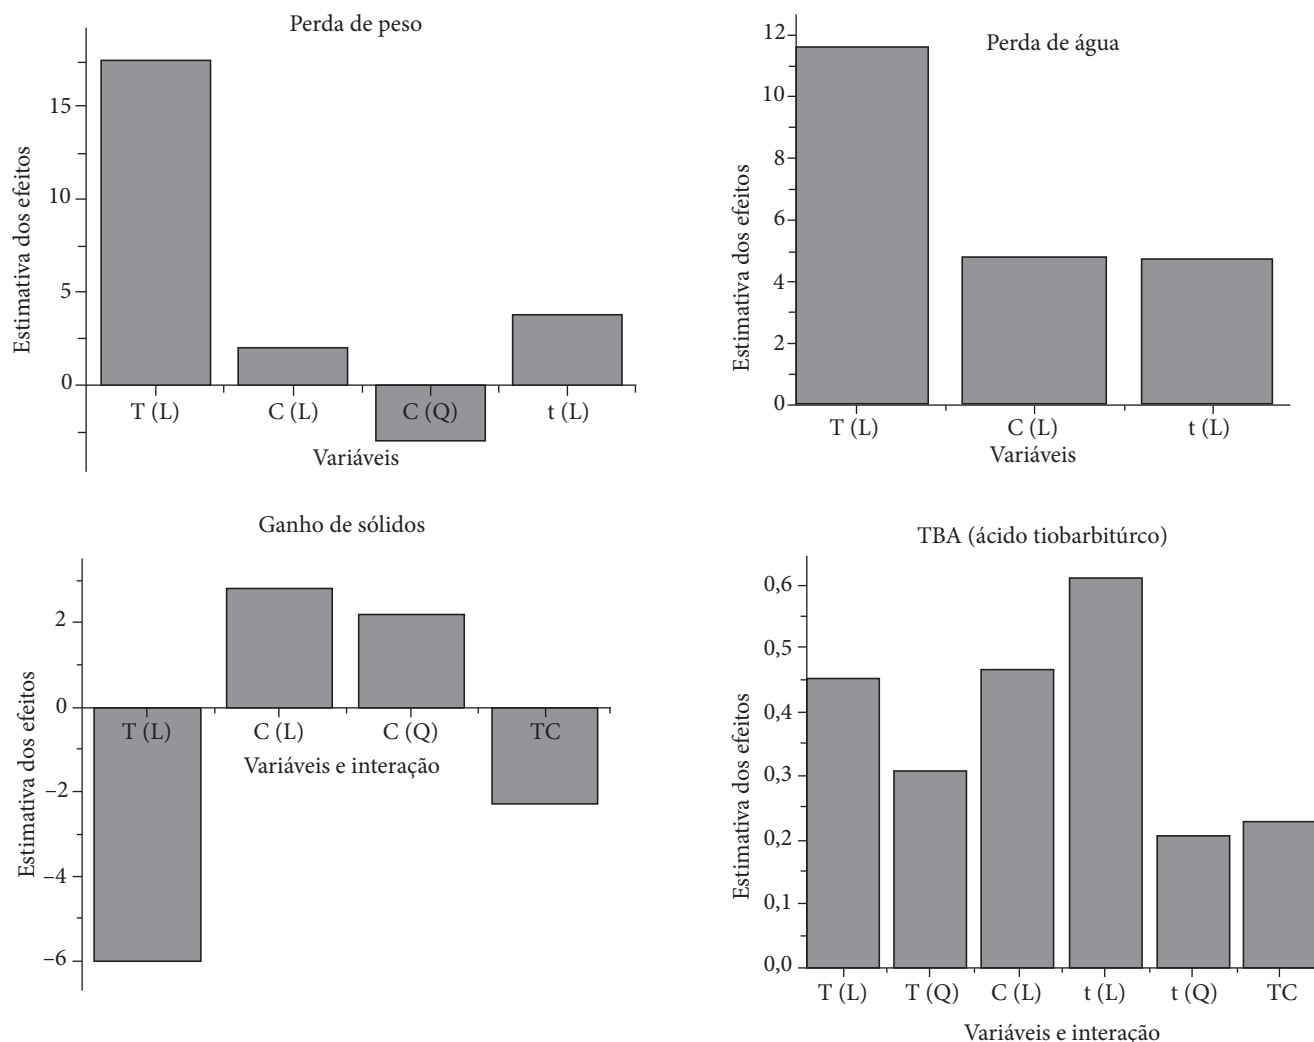 Perda de peso
Estimativa dos efeitos
15
10
5
0
T (L) C (L) C (Q) t (L)
Variáveis
Perda de água
Estimativa dos efeitos
12
10
8
6
4
2
0
T (L) C (L) t (L)
Variáveis
Ganho de sólidos
Estimativa dos efeitos
2
0
–2
–4
–6
T (L) C (L) C (Q) TC
Variáveis e interação
TBA (ácido tiobarbitúrco)
Estimativa dos efeitos
0,6
0,5
0,4
0,3
0,2
0,1
0,0
T (L) T (Q) C (L) t (L) t (Q) TC
Variáveis e interação